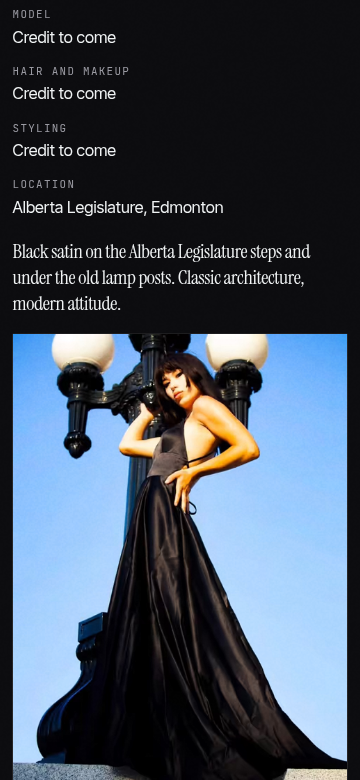 MODEL
Credit to come
HAIR AND MAKEUP
Credit to come
STYLING
Credit to come
LOCATION
Alberta Legislature, Edmonton
Black satin on the Alberta Legislature steps and
under the old lamp posts. Classic architecture,
modern attitude.